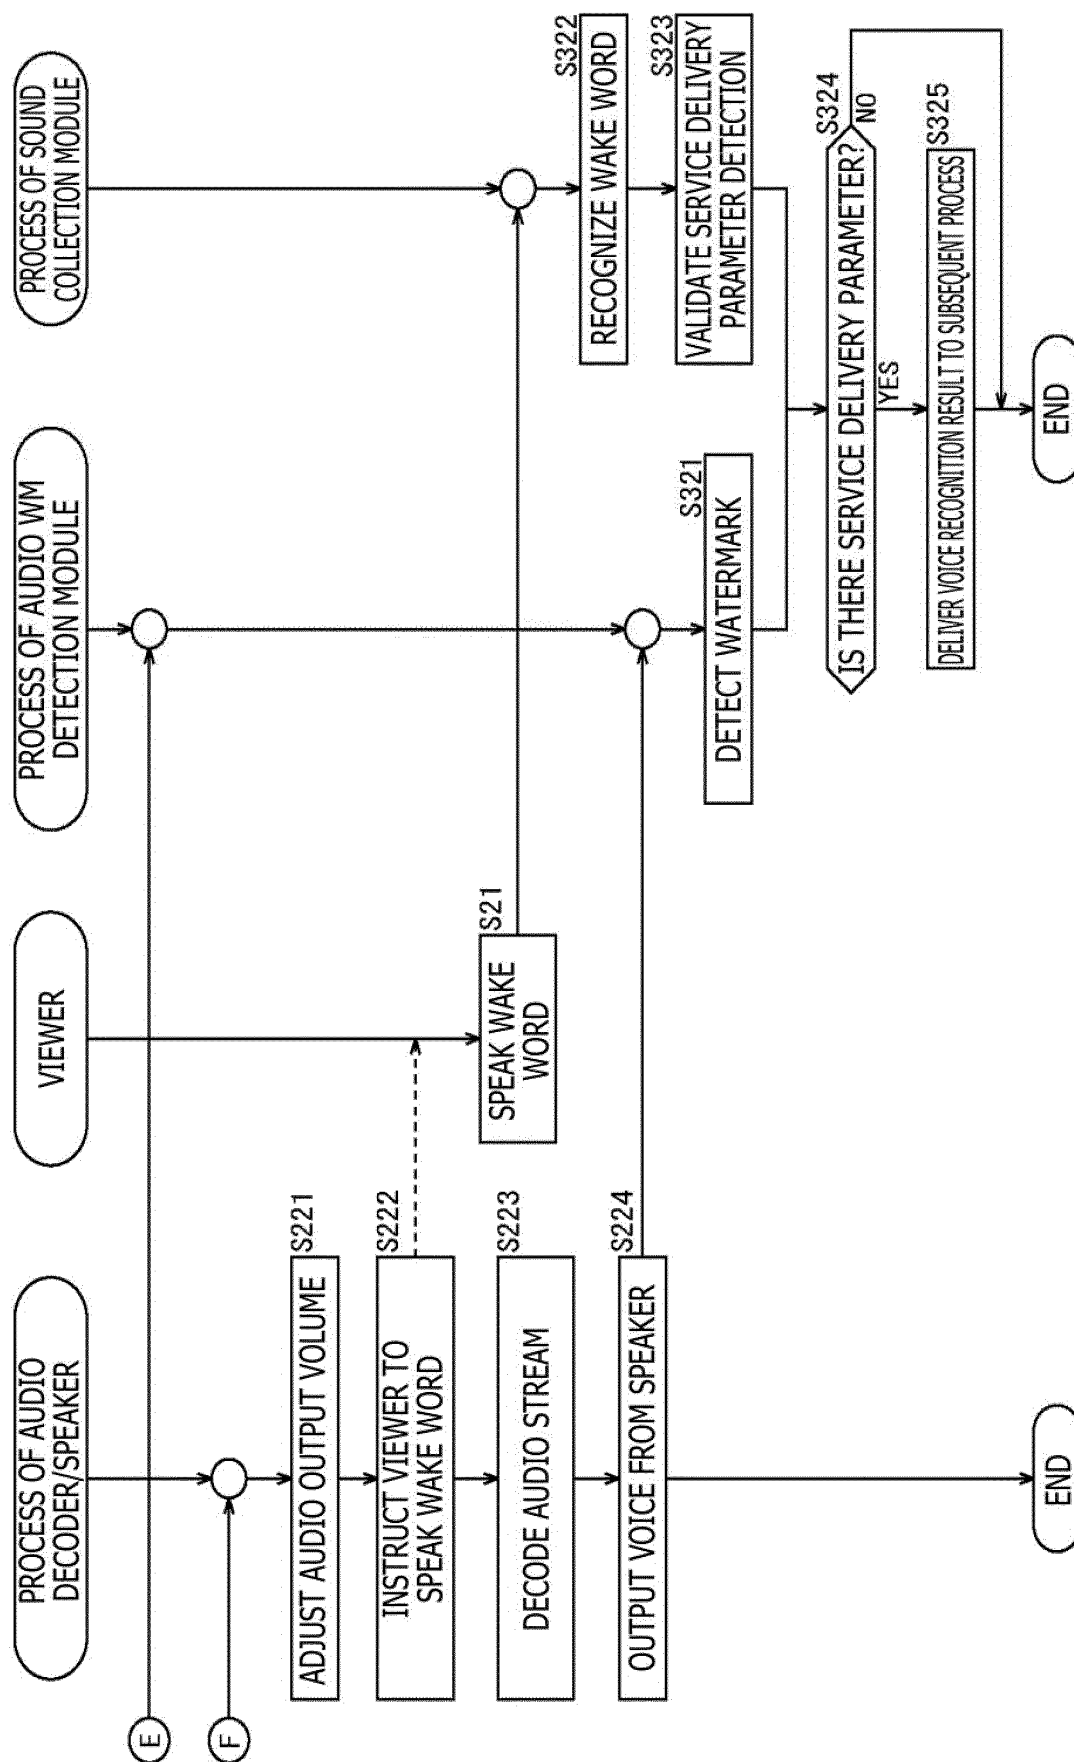 PROCESS OF AUDIO
DECODER/SPEAKER
VIEWER
PROCESS OF AUDIO WM
DETECTION MODULE
PROCESS OF SOUND
COLLECTION MODULE
E
F
S221
ADJUST AUDIO OUTPUT VOLUME
S222
INSTRUCT VIEWER TO
SPEAK WAKE WORD
S21
SPEAK WAKE
WORD
S223
DECODE AUDIO STREAM
S224
OUTPUT VOICE FROM SPEAKER
S322
RECOGNIZE WAKE WORD
S323
VALIDATE SERVICE DELIVERY
PARAMETER DETECTION
S321
DETECT WATERMARK
S324
IS THERE SERVICE DELIVERY PARAMETER?
NO
YES
S325
DELIVER VOICE RECOGNITION RESULT TO SUBSEQUENT PROCESS
END
END